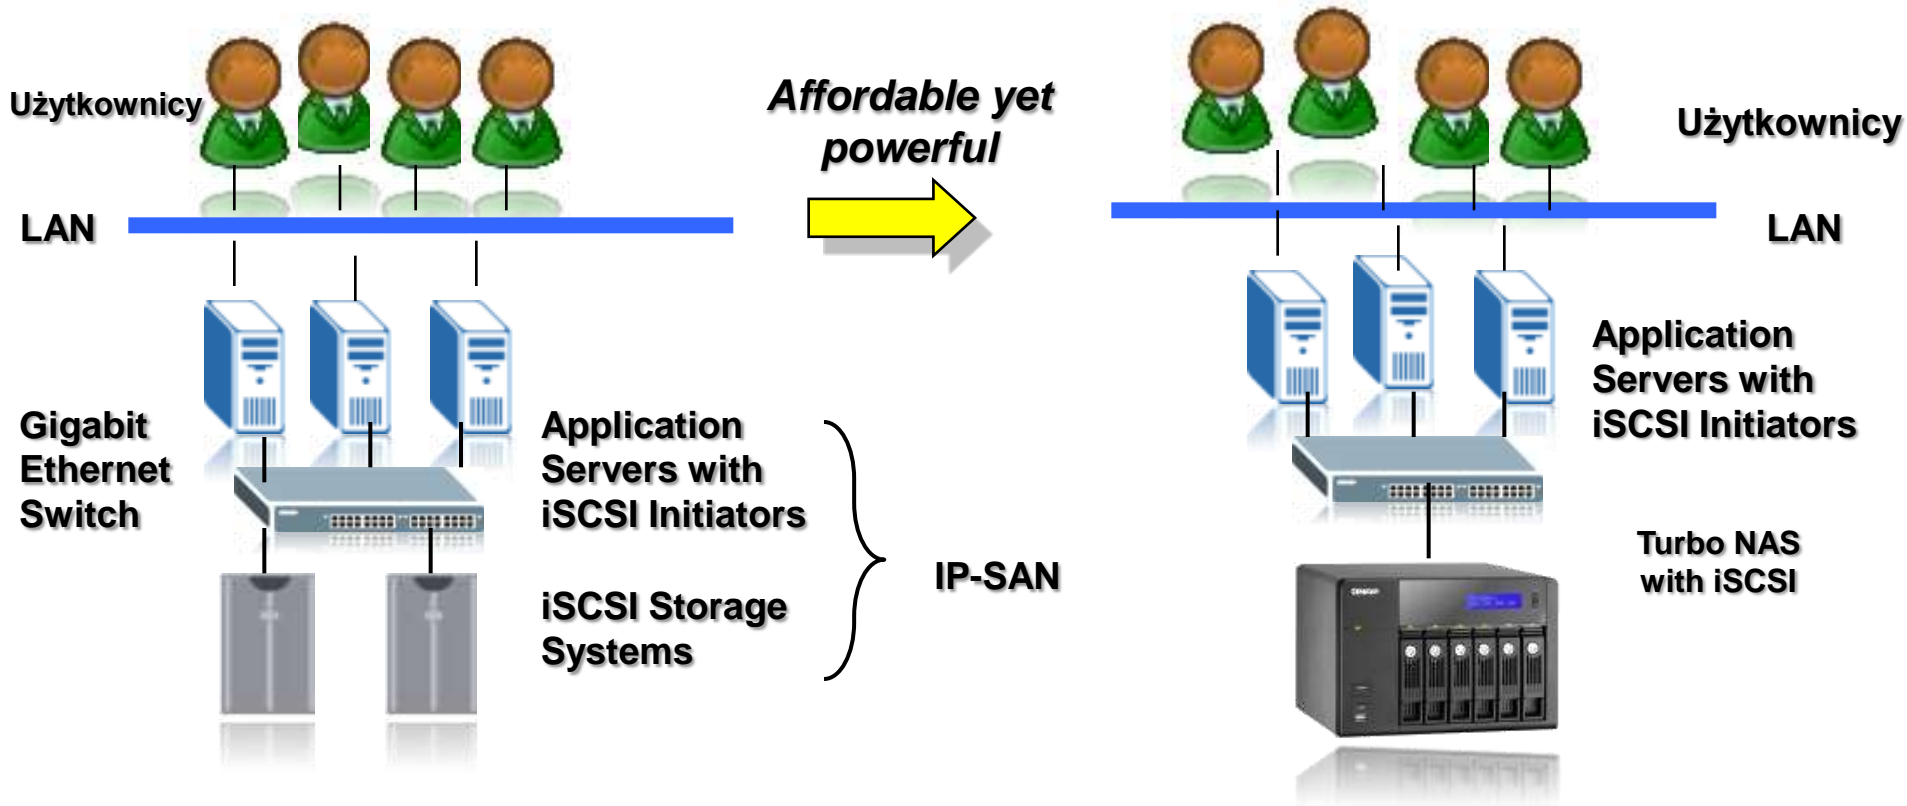 Użytkownicy
LAN
Gigabit
Ethernet
Switch
Application
Servers with
iSCSI Initiators
iSCSI Storage
Systems
IP-SAN
Affordable yet
powerful
Użytkownicy
LAN
Application
Servers with
iSCSI Initiators
Turbo NAS
with iSCSI